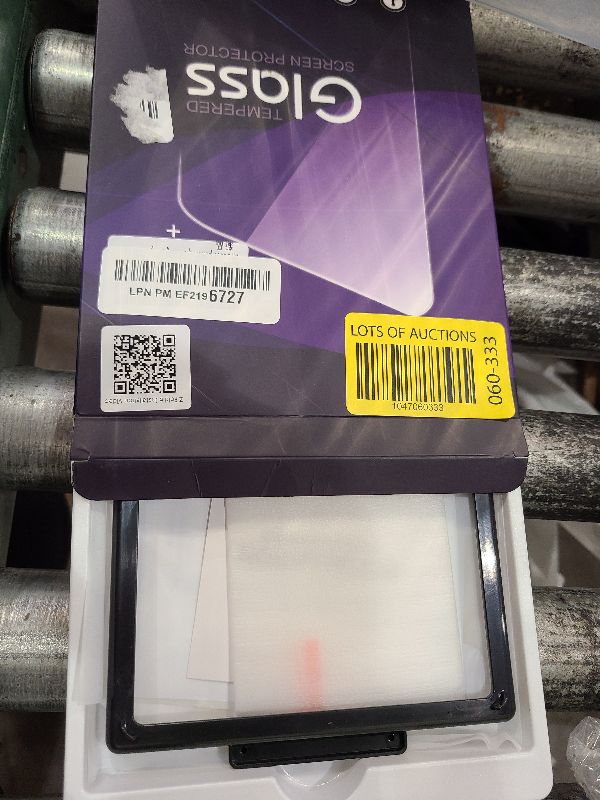 TEMPERED
Glass
SCREEN PROTECTOR
LPN PM EF2196727
LOTS OF AUCTIONS
1047060333
060-333